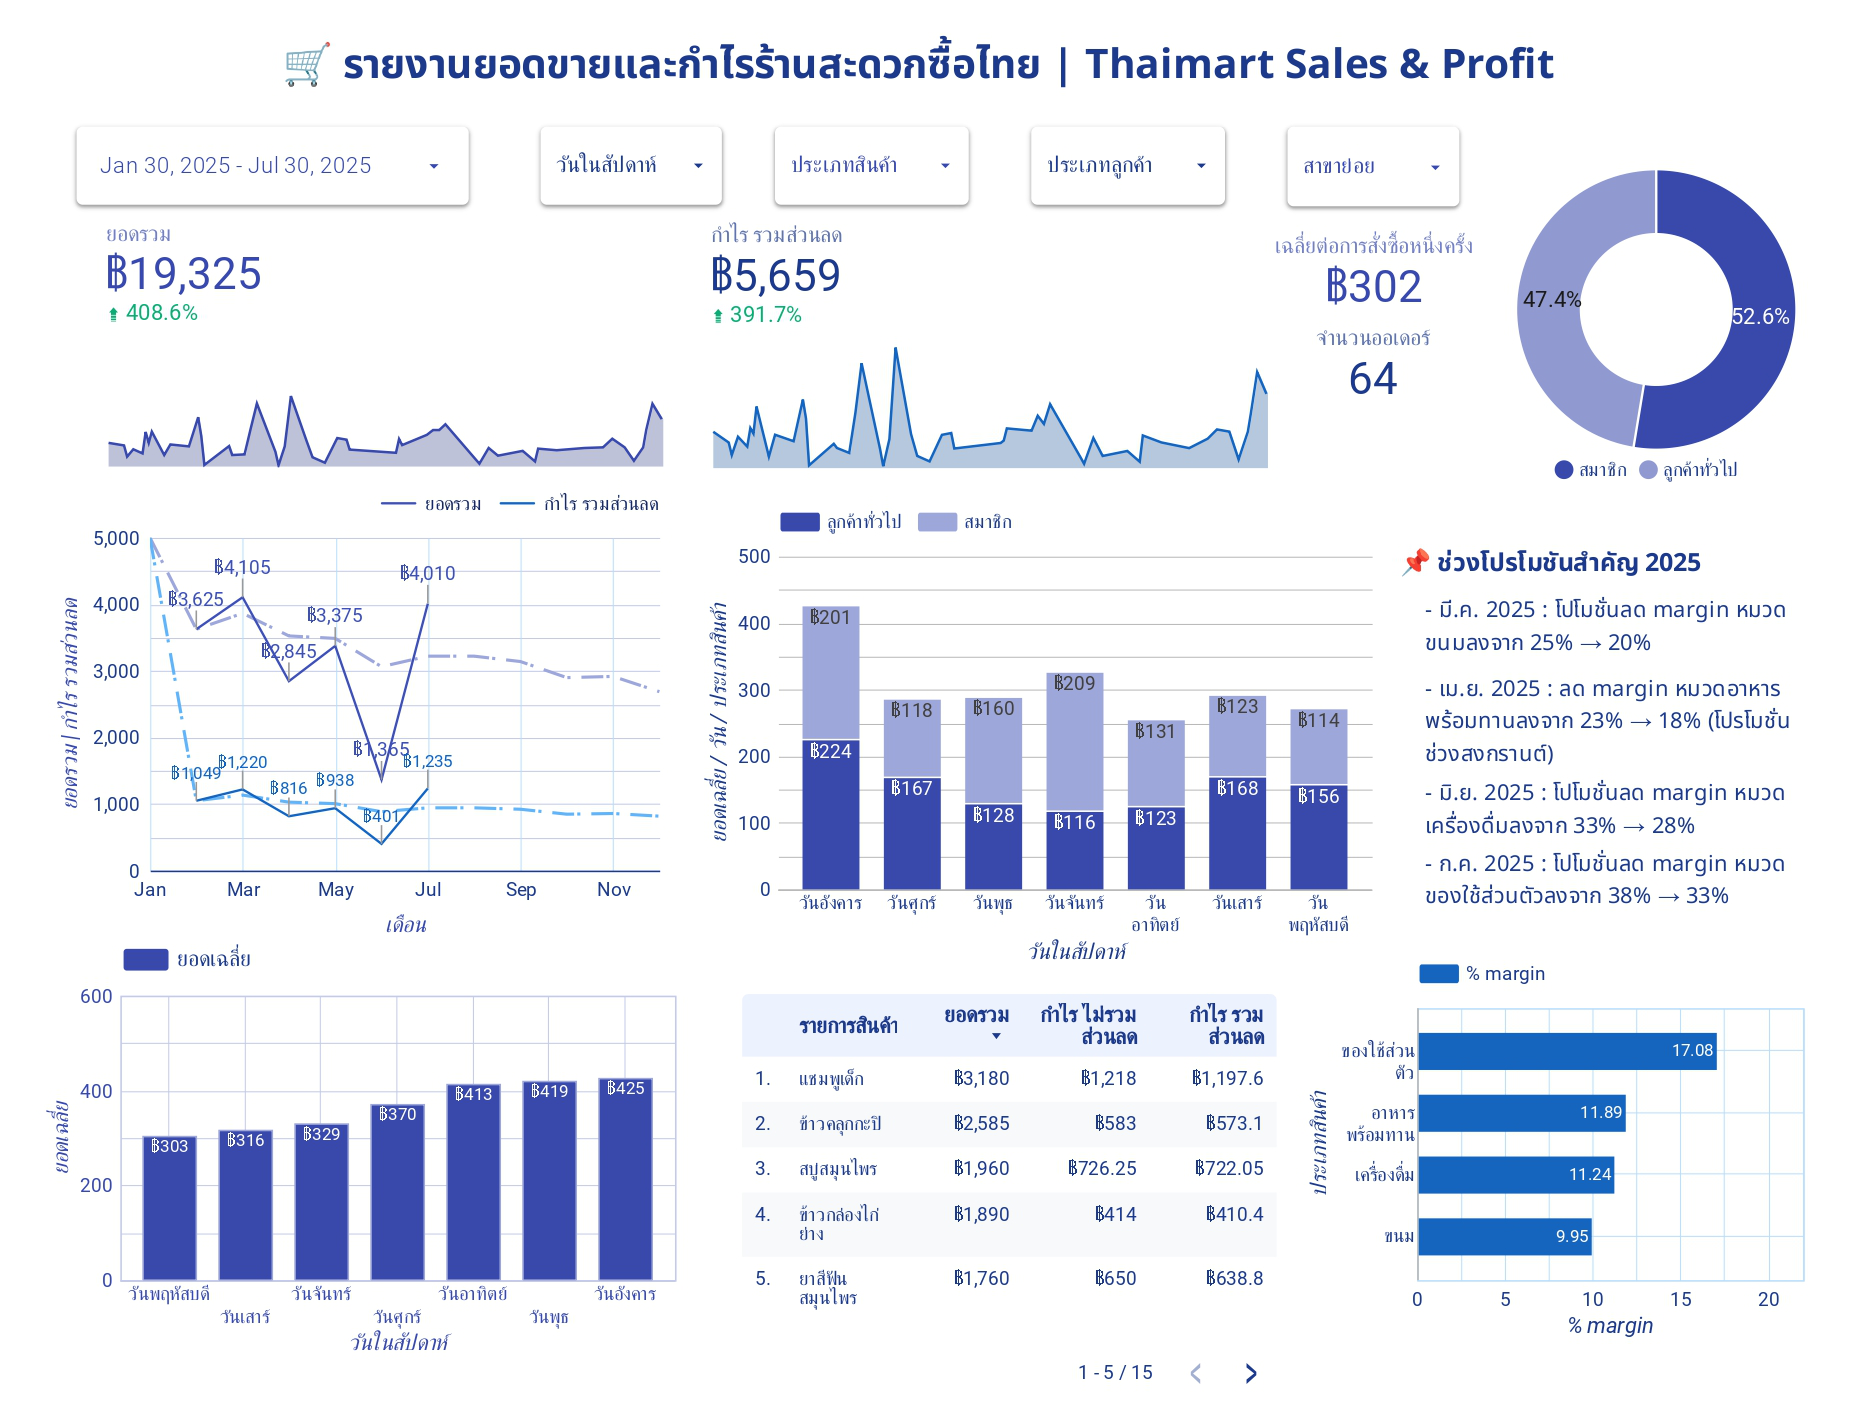 🛒 รายงานยอดขายและกำไรร้านสะดวกซื้อไทย | Thaimart Sales & Profit
Jan 30, 2025 - Jul 30, 2025
วันในสัปดาห์
ประเภทสินค้า
ประเภทลูกค้า
สาขาย่อย
ยอดรวม
฿19,325
408.6%
กำไร รวมส่วนลด
฿5,659
391.7%
เฉลี่ยต่อการสั่งซื้อหนึ่งครั้ง
฿302
จำนวนออเดอร์
64
47.4%
52.6%
สมาชิก ลูกค้าทั่วไป
ยอดรวม กำไร รวมส่วนลด
ยอดรวม | กำไร รวมส่วนลด
5,000
4,000
3,000
2,000
1,000
0
฿3,625
฿4,105
฿2,845
฿3,375
฿1,365
฿4,010
฿1,049
฿1,220
฿816
฿938
฿401
฿1,235
Jan Mar May Jul Sep Nov
เดือน
ลูกค้าทั่วไป สมาชิก
ยอดเฉลี่ย / วัน / ประเภทสินค้า
500
400
300
200
100
0
฿201 ฿118 ฿160 ฿209 ฿131 ฿123 ฿114
฿224 ฿167 ฿128 ฿116 ฿123 ฿168 ฿156
วันอังคาร วันศุกร์ วันพุธ วันจันทร์ วัน วันเสาร์ วัน
อาทิตย์ พฤหัสบดี
วันในสัปดาห์
📌 ช่วงโปรโมชันสำคัญ 2025
- มี.ค. 2025 : โปโมชั่นลด margin หมวด
ขนมลงจาก 25% → 20%
- เม.ย. 2025 : ลด margin หมวดอาหาร
พร้อมทานลงจาก 23% → 18% (โปรโมชั่น
ช่วงสงกรานต์)
- มิ.ย. 2025 : โปโมชั่นลด margin หมวด
เครื่องดื่มลงจาก 33% → 28%
- ก.ค. 2025 : โปโมชั่นลด margin หมวด
ของใช้ส่วนตัวลงจาก 38% → 33%
ยอดเฉลี่ย
ยอดเฉลี่ย
600
400
200
0
฿303 ฿316 ฿329 ฿370 ฿413 ฿419 ฿425
วันพฤหัสบดี วันจันทร์ วันอาทิตย์ วันอังคาร
วันเสาร์ วันศุกร์ วันพุธ
วันในสัปดาห์
รายการสินค้า ยอดรวม กำไร ไม่รวม กำไร รวม
ส่วนลด ส่วนลด
1. แชมพูเด็ก ฿3,180 ฿1,218 ฿1,197.6
2. ข้าวคลุกกะปิ ฿2,585 ฿583 ฿573.1
3. สบู่สมุนไพร ฿1,960 ฿726.25 ฿722.05
4. ข้าวกล่องไก่ ฿1,890 ฿414 ฿410.4
ย่าง
5. ยาสีฟัน ฿1,760 ฿650 ฿638.8
สมุนไพร
1 - 5 / 15
% margin
ประเภทสินค้า
ของใช้ส่วน
ตัว
17.08
อาหาร
พร้อมทาน
11.89
เครื่องดื่ม
11.24
ขนม
9.95
0 5 10 15 20
% margin